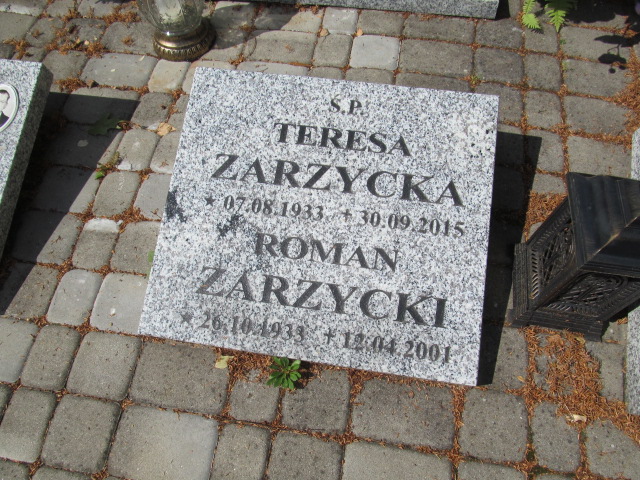 S.P.
TERESA
ZARZYCKA
* 07.08.1933 + 30.09.2015
ROMAN
ZARZYCKI
* 26.10.1933 + 12.04.2001